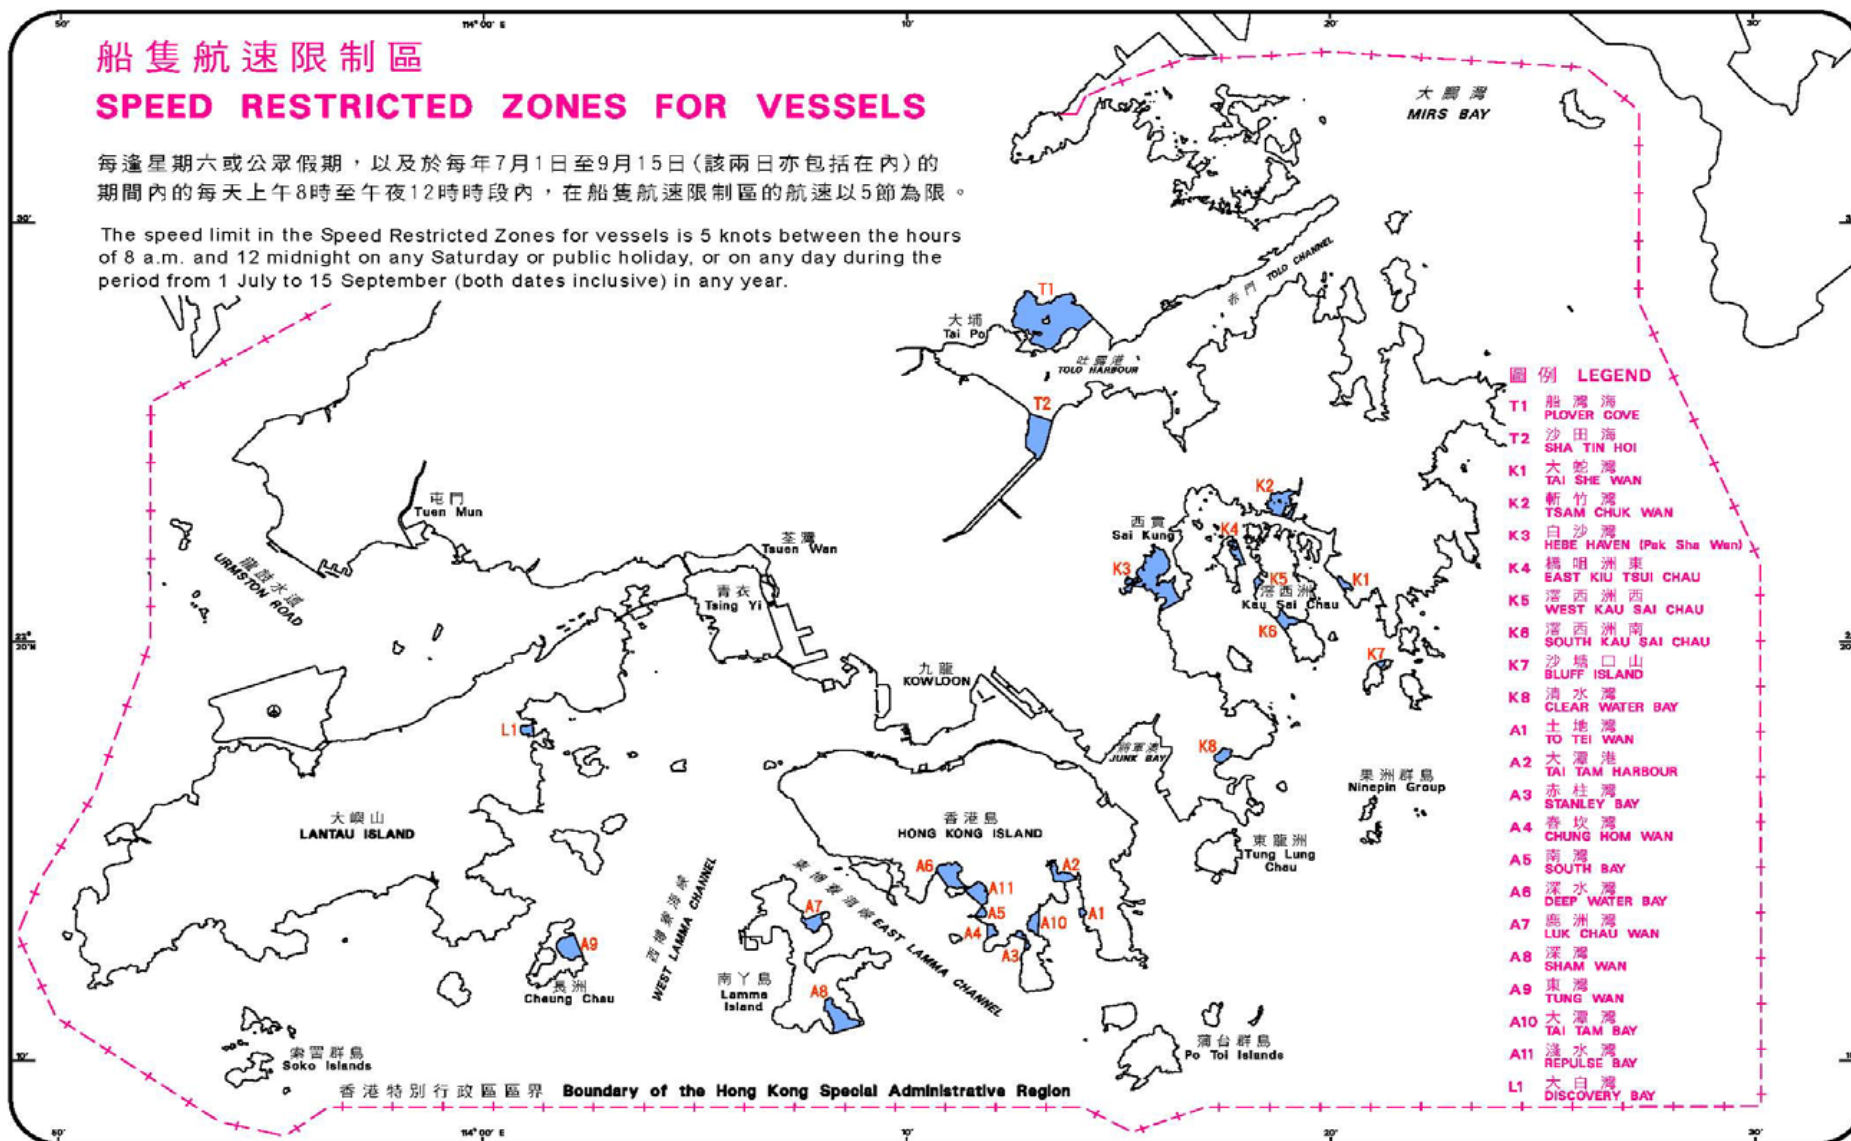 50'
114° 00' E
10'
20'
30'
船隻航速限制區
SPEED RESTRICTED ZONES FOR VESSELS
每逢星期六或公眾假期，以及於每年7月1日至9月15日(該兩日亦包括在內)的
期間內的每天上午8時至午夜12時時段內，在船隻航速限制區的航速以5節為限。
The speed limit in the Speed Restricted Zones for vessels is 5 knots between the hours
of 8 a.m. and 12 midnight on any Saturday or public holiday, or on any day during the
period from 1 July to 15 September (both dates inclusive) in any year.
大鵬灣
MIRS BAY
30'
赤門 TOLO CHANNEL
T1
大埔
Tai Po
吐露港
TOLO HARBOUR
T2
屯門
Tuen Mun
龍鼓水道
URMSTON ROAD
荃灣
Tsuen Wan
青衣
Tsing Yi
九龍
KOWLOON
西貢
Sai Kung
K2
K4
K3
K5
K1
滘西洲
Kau Sai Chau
K6
K7
K8
將軍澳
JUNK BAY
22°
20'N
L1
大嶼山
LANTAU ISLAND
香港島
HONG KONG ISLAND
果洲群島
Ninepin Group
東龍洲
Tung Lung
Chau
A6
A2
A11
A5
A4
A10
A1
A3
A7
A9
A8
長洲
Cheung Chau
西博寮海峽
WEST LAMMA CHANNEL
東博寮海峽 EAST LAMMA CHANNEL
南丫島
Lamma
Island
索罟群島
Soko Islands
蒲台群島
Po Toi Islands
10'
香港特別行政區區界 Boundary of the Hong Kong Special Administrative Region
圖例 LEGEND
T1 船灣海
PLOVER COVE
T2 沙田海
SHA TIN HOI
K1 大蛇灣
TAI SHE WAN
K2 斬竹灣
TSAM CHUK WAN
K3 白沙灣
HEBE HAVEN (Pak Sha Wan)
K4 橋咀洲東
EAST KIU TSUI CHAU
K5 滘西洲西
WEST KAU SAI CHAU
K6 滘西洲南
SOUTH KAU SAI CHAU
K7 沙塘口山
BLUFF ISLAND
K8 清水灣
CLEAR WATER BAY
A1 土地灣
TO TEI WAN
A2 大潭港
TAI TAM HARBOUR
A3 赤柱灣
STANLEY BAY
A4 舂坎灣
CHUNG HOM WAN
A5 南灣
SOUTH BAY
A6 深水灣
DEEP WATER BAY
A7 鹿洲灣
LUK CHAU WAN
A8 深灣
SHAM WAN
A9 東灣
TUNG WAN
A10 大潭灣
TAI TAM BAY
A11 淺水灣
REPULSE BAY
L1 大白灣
DISCOVERY BAY
50'
114° 00' E
10'
20'
30'